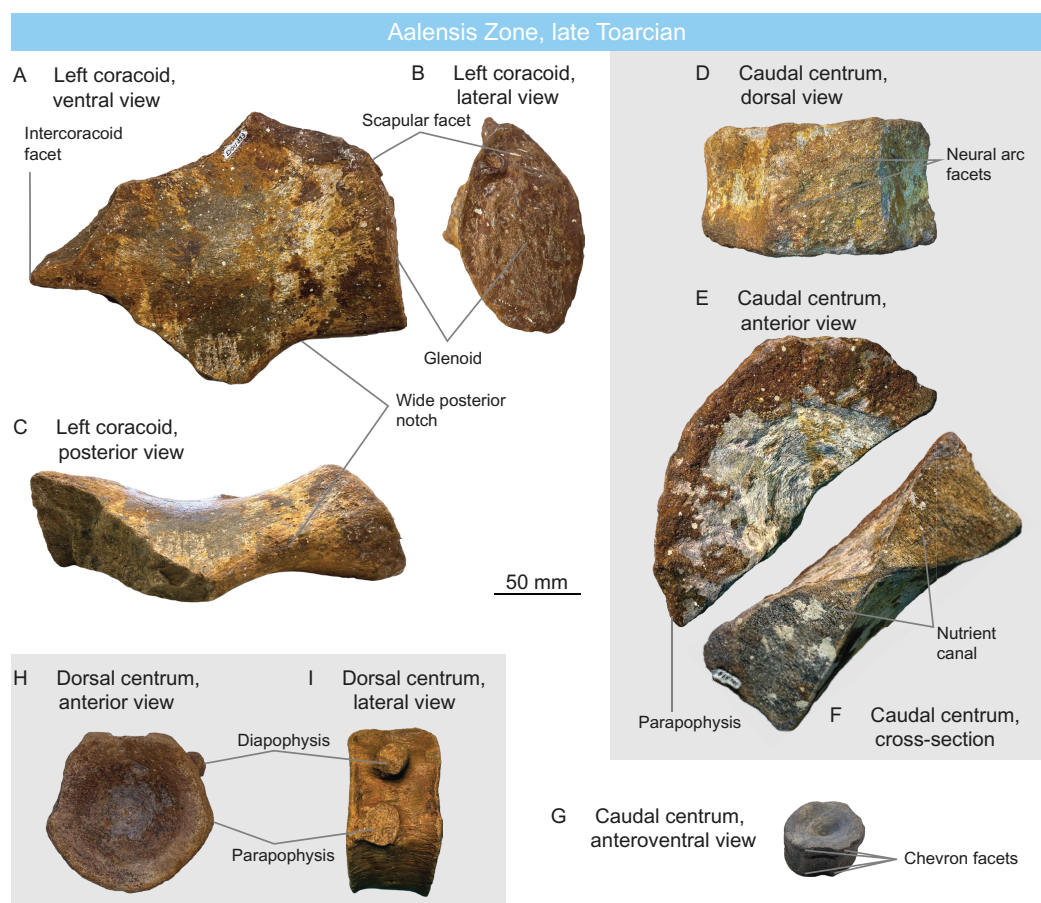 Aalensis Zone, late Toarcian
A Left coracoid,
ventral view
B Left coracoid,
lateral view
Intercoracoid
facet
Scapular facet
Glenoid
Wide posterior
notch
C Left coracoid,
posterior view
50 mm
D Caudal centrum,
dorsal view
Neural arc
facets
E Caudal centrum,
anterior view
Nutrient
canal
Parapophysis
F Caudal centrum,
cross-section
H Dorsal centrum,
anterior view
I Dorsal centrum,
lateral view
Diapophysis
Parapophysis
G Caudal centrum,
anteroventral view
Chevron facets